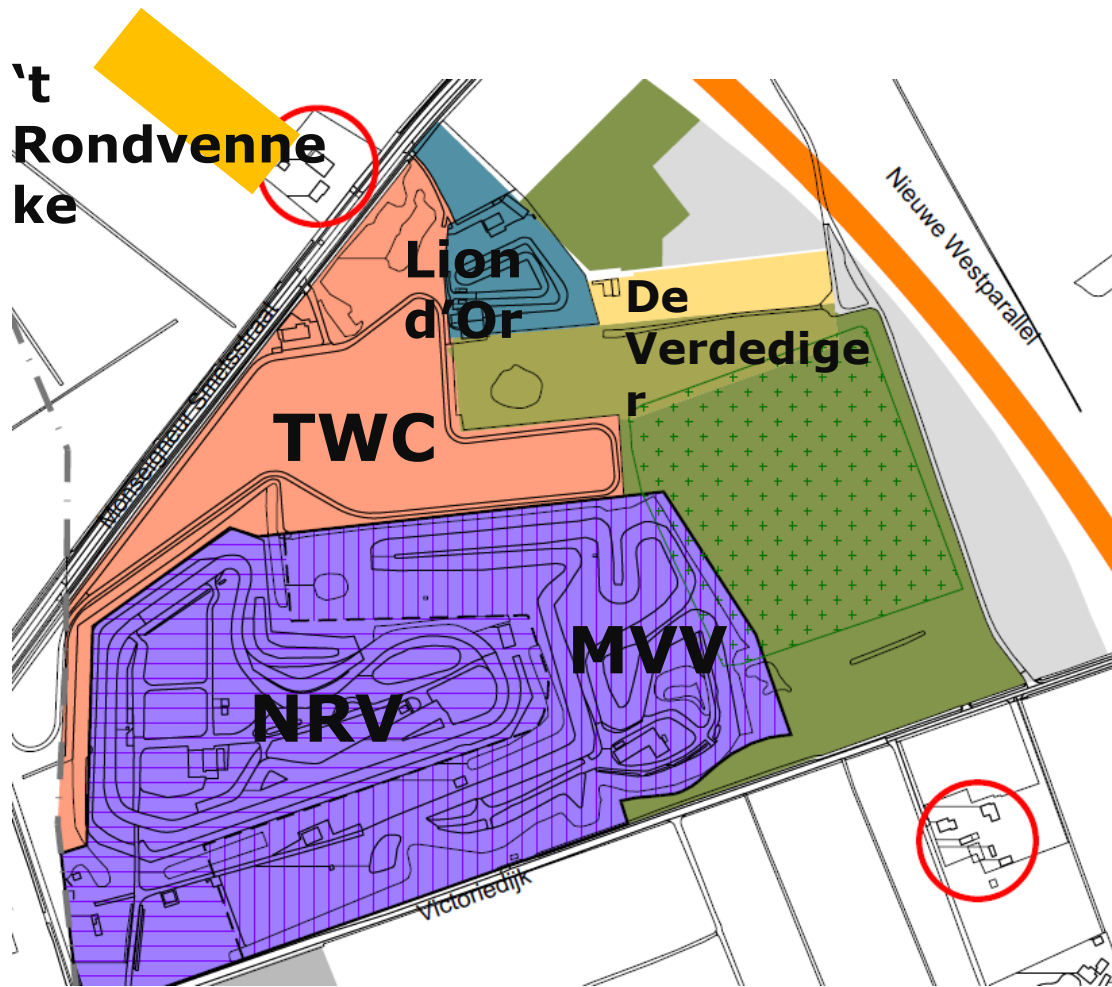 ‘t
Rondvenne
ke
Lion
d‘Or
De
Verdedige
r
Nieuwe Westparallel
Monseigneur Smetsstraat
TWC
MVV
NRV
Victoriedijk